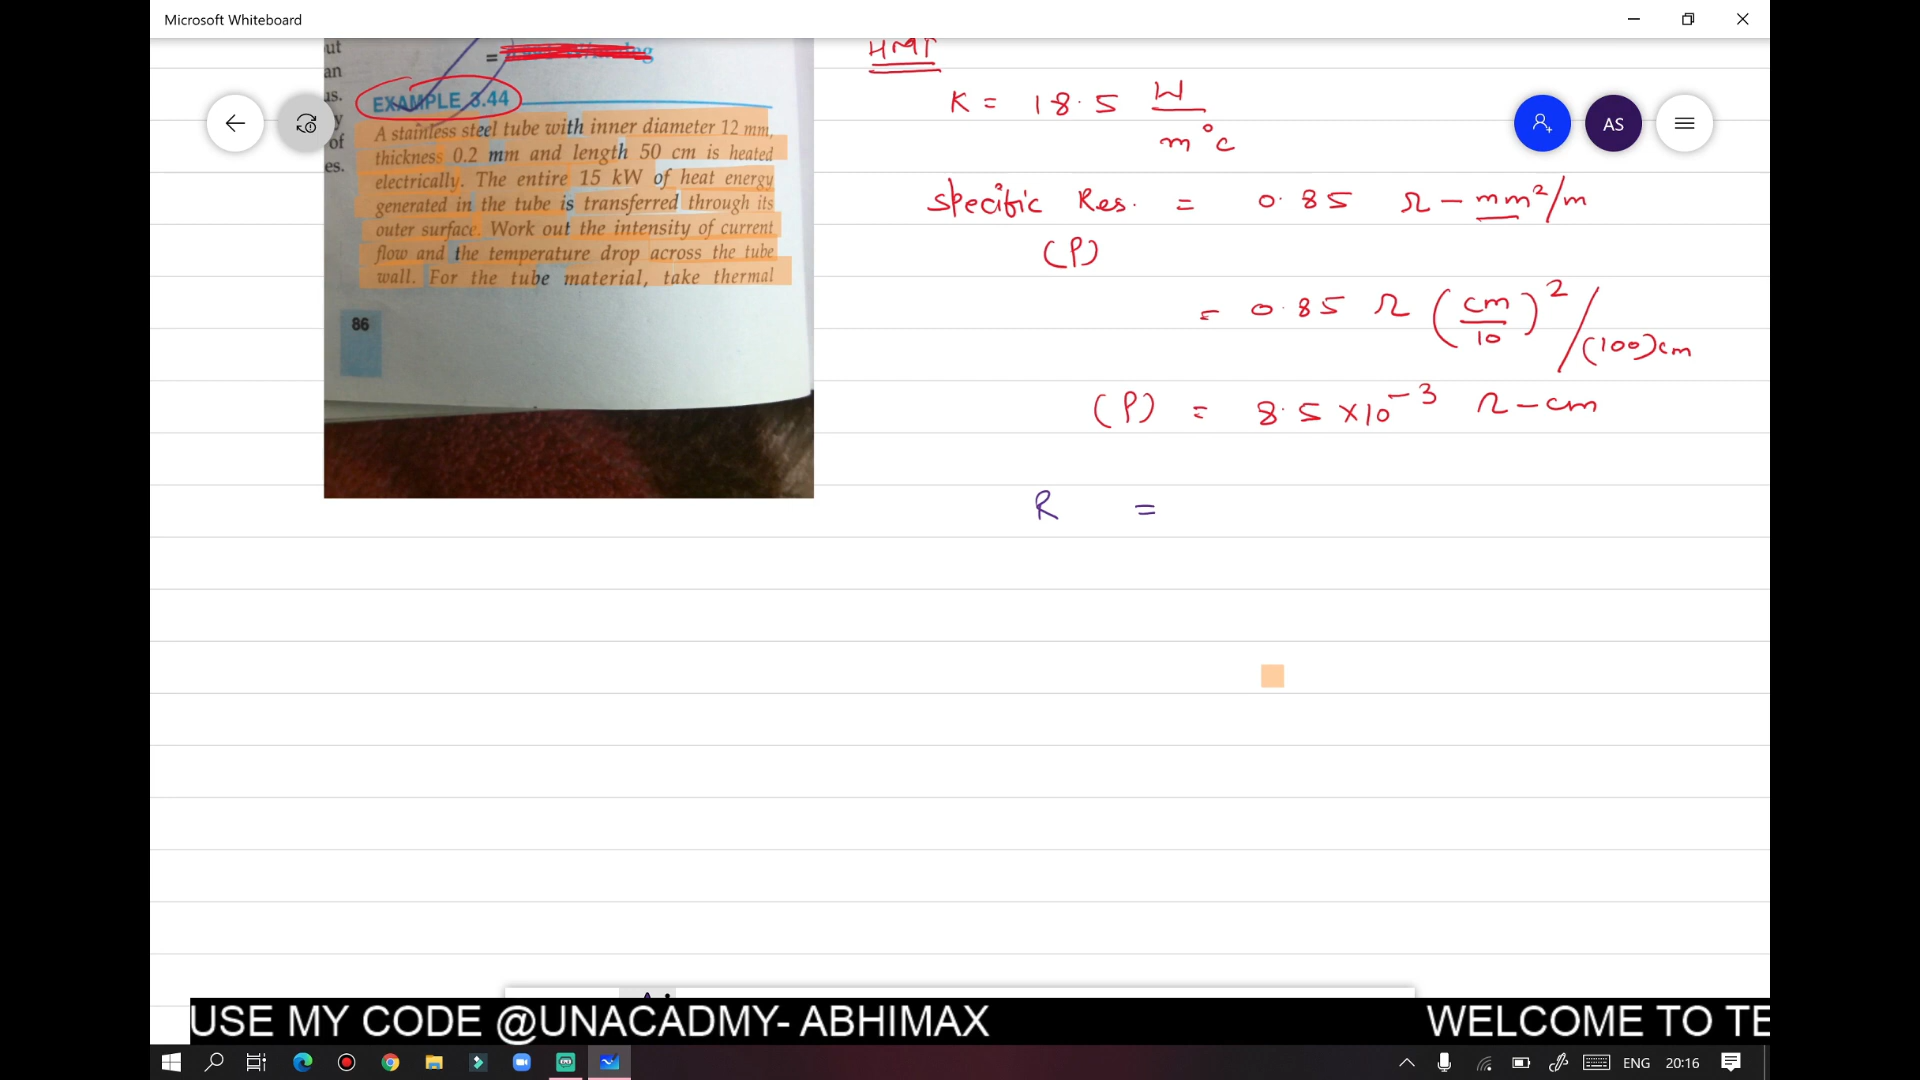 Microsoft Whiteboard
ut
an
us.
y
of
es.
=
EXAMPLE 3.44
A stainless steel tube with inner diameter 12 mm,
thickness 0.2 mm and length 50 cm is heated
electrically. The entire 15 kW of heat energy
generated in the tube is transferred through its
outer surface. Work out the intensity of current
flow and the temperature drop across the tube
wall. For the tube material, take thermal
86
HMT
K = 18.5 W/m°C
Specific Res. = 0.85 Ω - mm²/m
(ρ)
= 0.85 Ω (cm/10)²/(100)cm
(ρ) = 8.5 × 10⁻³ Ω - cm
R =
AS
USE MY CODE @UNACADMY- ABHIMAX
WELCOME TO TE
ENG 20:16